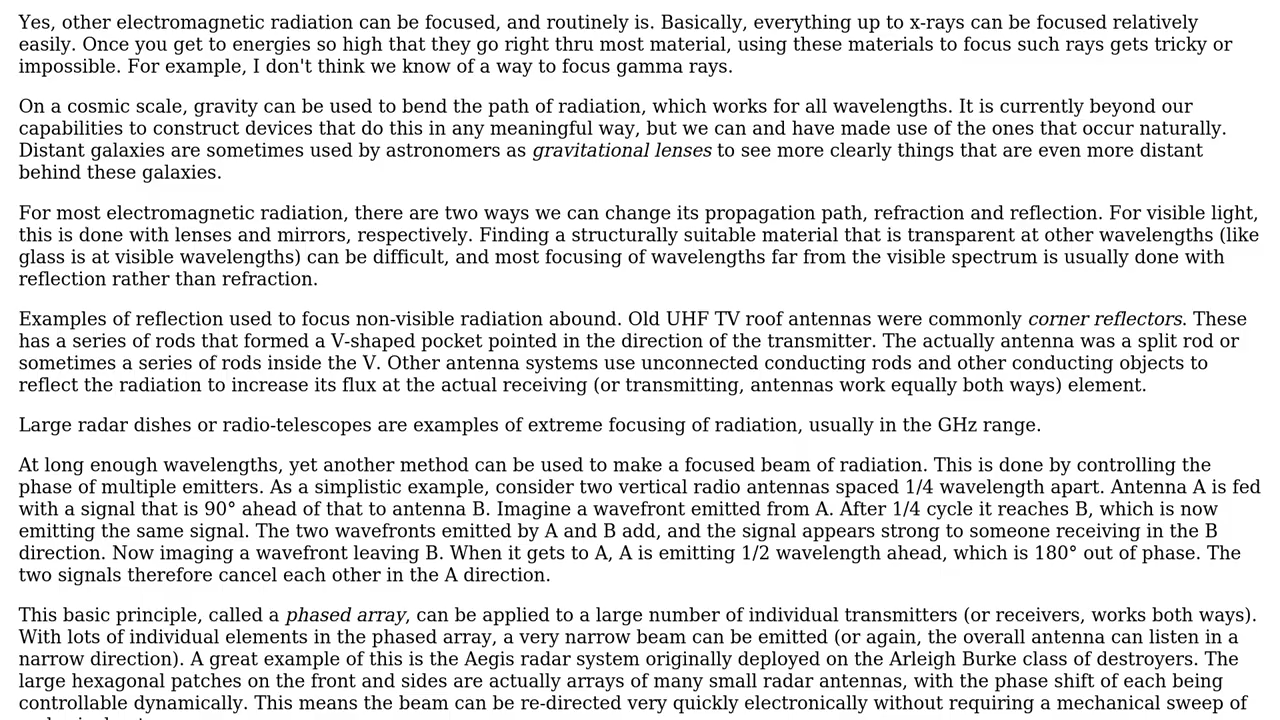 Yes, other electromagnetic radiation can be focused, and routinely is. Basically, everything up to x-rays can be focused relatively
easily. Once you get to energies so high that they go right thru most material, using these materials to focus such rays gets tricky or
impossible. For example, I don't think we know of a way to focus gamma rays.
On a cosmic scale, gravity can be used to bend the path of radiation, which works for all wavelengths. It is currently beyond our
capabilities to construct devices that do this in any meaningful way, but we can and have made use of the ones that occur naturally.
Distant galaxies are sometimes used by astronomers as gravitational lenses to see more clearly things that are even more distant
behind these galaxies.
For most electromagnetic radiation, there are two ways we can change its propagation path, refraction and reflection. For visible light,
this is done with lenses and mirrors, respectively. Finding a structurally suitable material that is transparent at other wavelengths (like
glass is at visible wavelengths) can be difficult, and most focusing of wavelengths far from the visible spectrum is usually done with
reflection rather than refraction.
Examples of reflection used to focus non-visible radiation abound. Old UHF TV roof antennas were commonly corner reflectors. These
has a series of rods that formed a V-shaped pocket pointed in the direction of the transmitter. The actually antenna was a split rod or
sometimes a series of rods inside the V. Other antenna systems use unconnected conducting rods and other conducting objects to
reflect the radiation to increase its flux at the actual receiving (or transmitting, antennas work equally both ways) element.
Large radar dishes or radio-telescopes are examples of extreme focusing of radiation, usually in the GHz range.
At long enough wavelengths, yet another method can be used to make a focused beam of radiation. This is done by controlling the
phase of multiple emitters. As a simplistic example, consider two vertical radio antennas spaced 1/4 wavelength apart. Antenna A is fed
with a signal that is 90° ahead of that to antenna B. Imagine a wavefront emitted from A. After 1/4 cycle it reaches B, which is now
emitting the same signal. The two wavefronts emitted by A and B add, and the signal appears strong to someone receiving in the B
direction. Now imaging a wavefront leaving B. When it gets to A, A is emitting 1/2 wavelength ahead, which is 180° out of phase. The
two signals therefore cancel each other in the A direction.
This basic principle, called a phased array, can be applied to a large number of individual transmitters (or receivers, works both ways).
With lots of individual elements in the phased array, a very narrow beam can be emitted (or again, the overall antenna can listen in a
narrow direction). A great example of this is the Aegis radar system originally deployed on the Arleigh Burke class of destroyers. The
large hexagonal patches on the front and sides are actually arrays of many small radar antennas, with the phase shift of each being
controllable dynamically. This means the beam can be re-directed very quickly electronically without requiring a mechanical sweep of